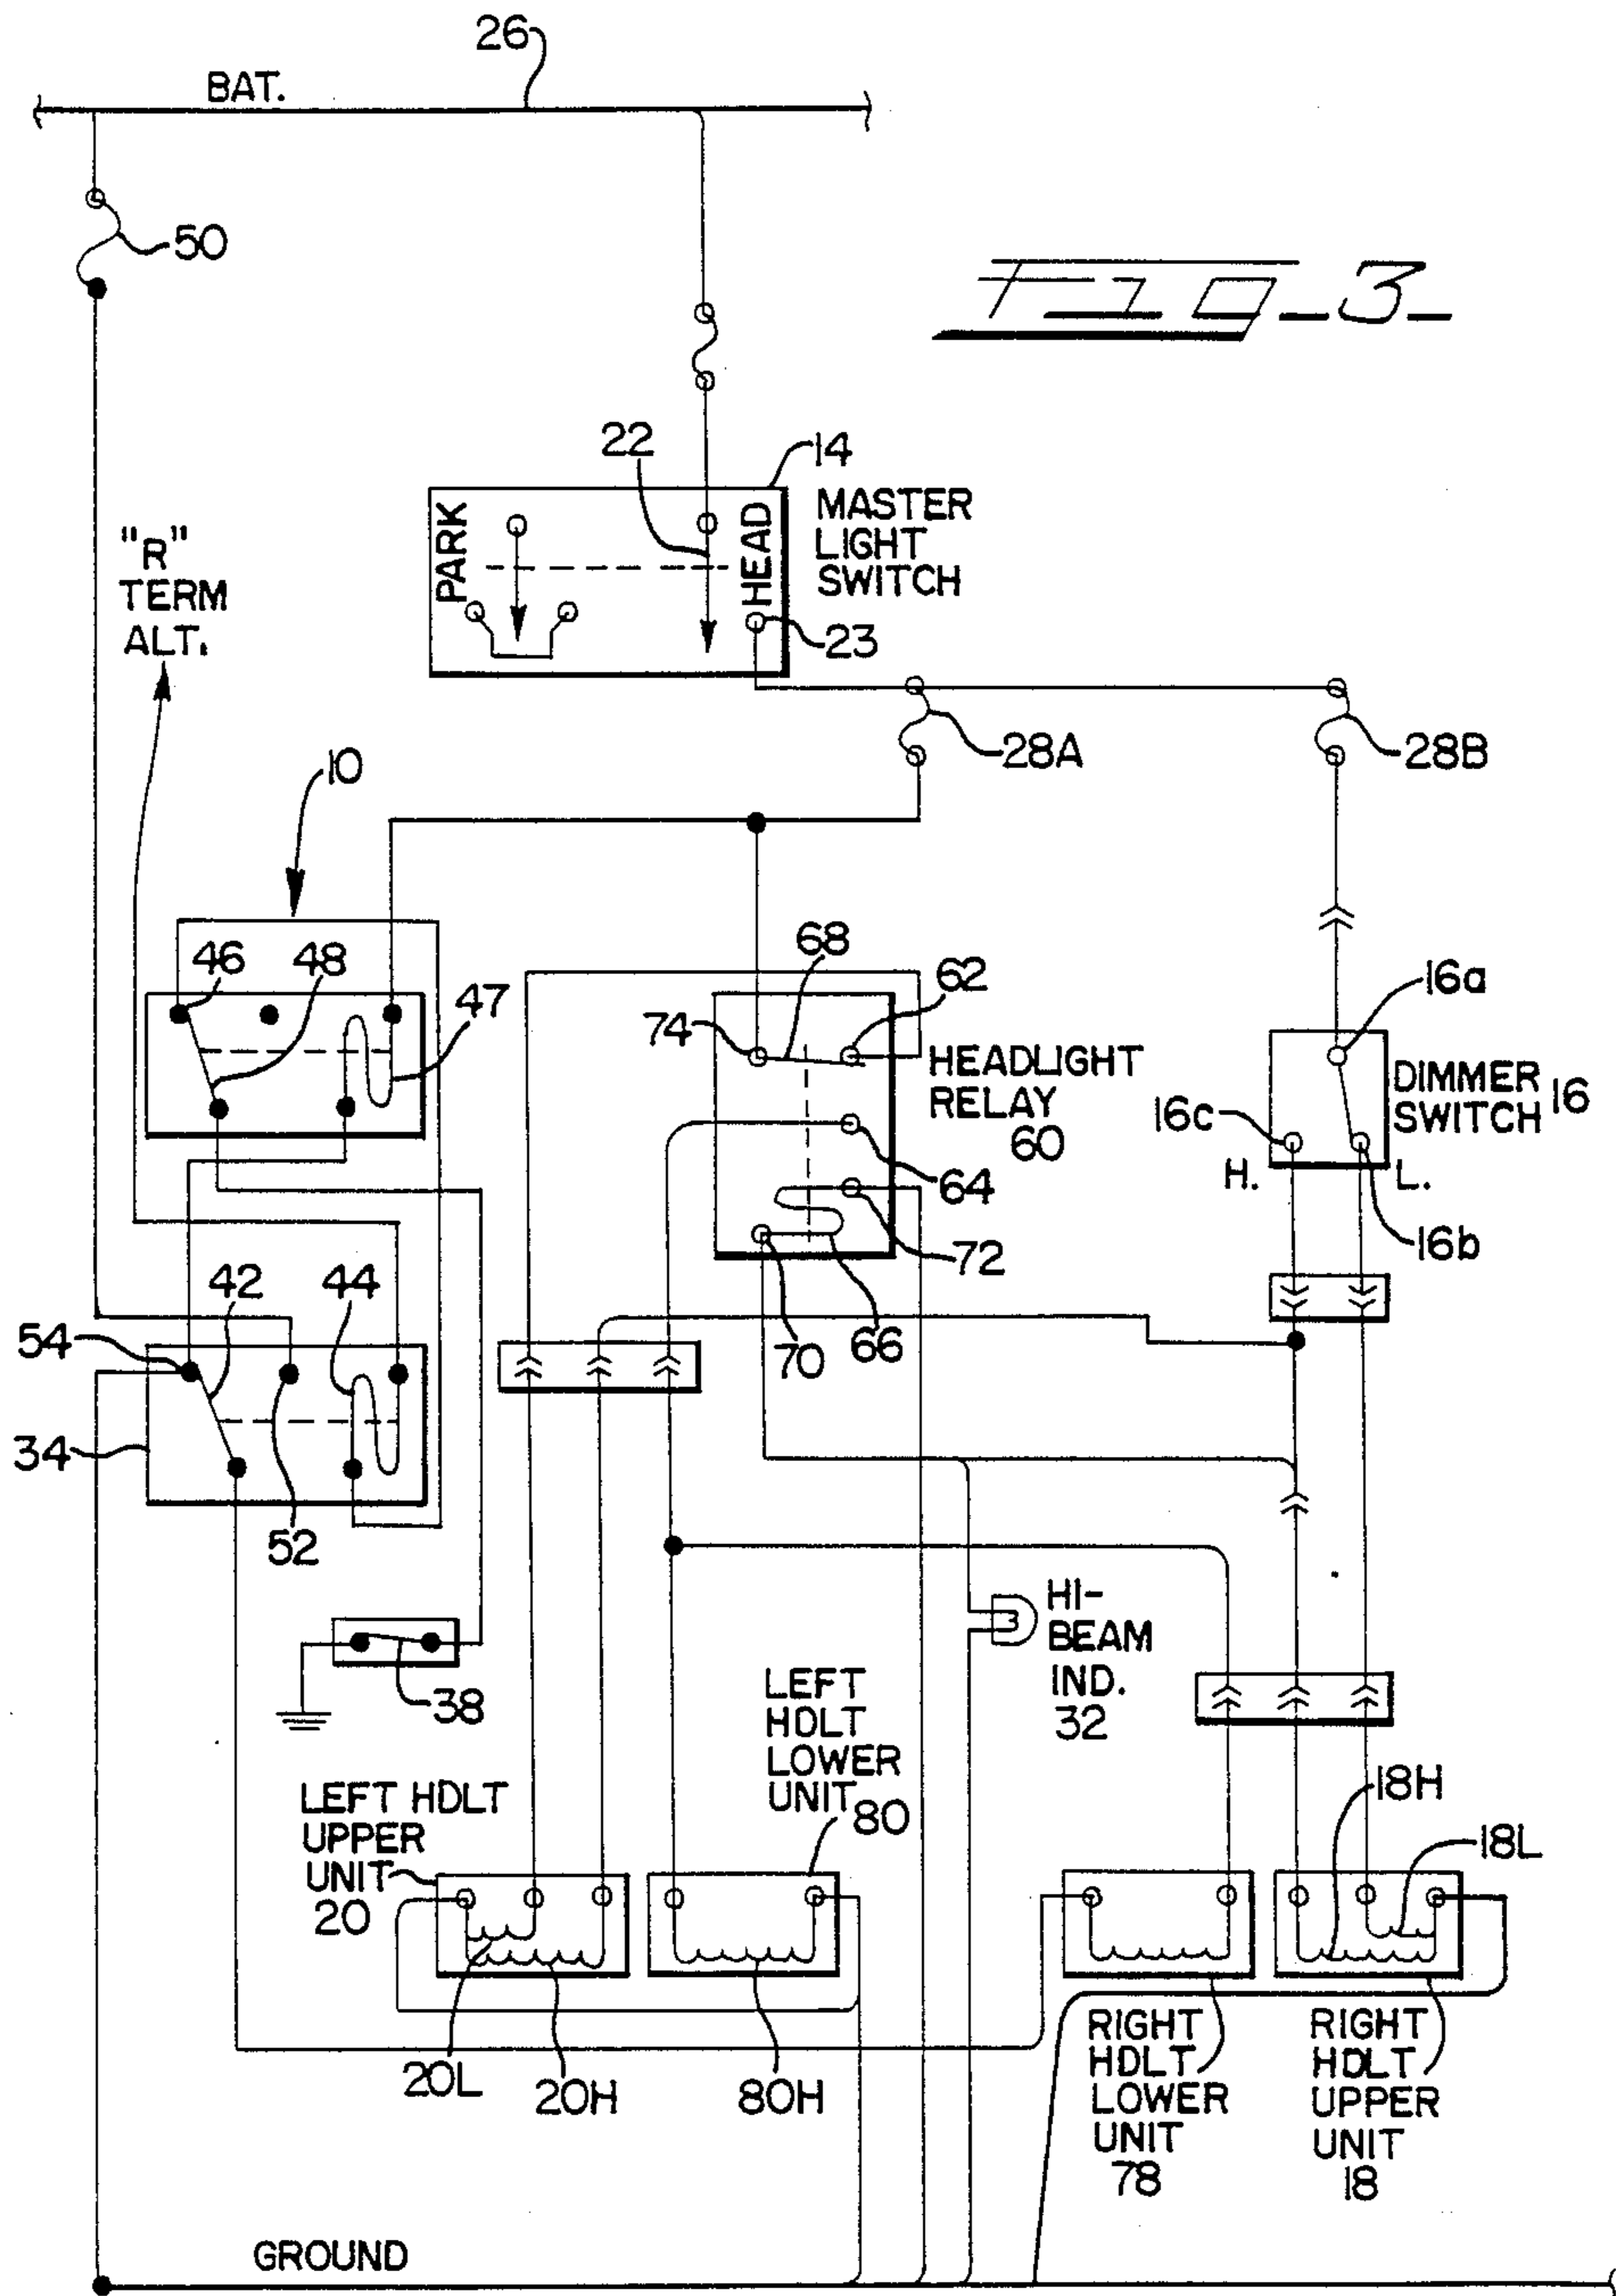 26
BAT.
50
Fig_3_
22
14
PARK
HEAD
MASTER
LIGHT
SWITCH
"R"
TERM
ALT.
23
28A
28B
10
46
48
47
68
62
74
HEADLIGHT
RELAY
60
64
72
70
66
16a
DIMMER
SWITCH 16
16c
H.
L.
16b
54
42
44
34
52
38
HI-
BEAM
IND.
32
LEFT
HDLT
LOWER
UNIT
80
LEFT HDLT
UPPER
UNIT
20
18H
18L
20L
20H
80H
RIGHT
HDLT
LOWER
UNIT
78
RIGHT
HDLT
UPPER
UNIT
18
GROUND